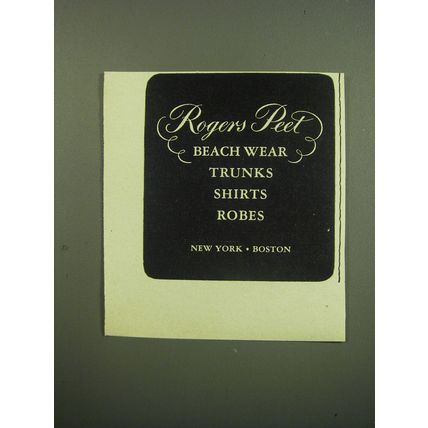 Rogers Peet
BEACH WEAR
TRUNKS
SHIRTS
ROBES
NEW YORK • BOSTON